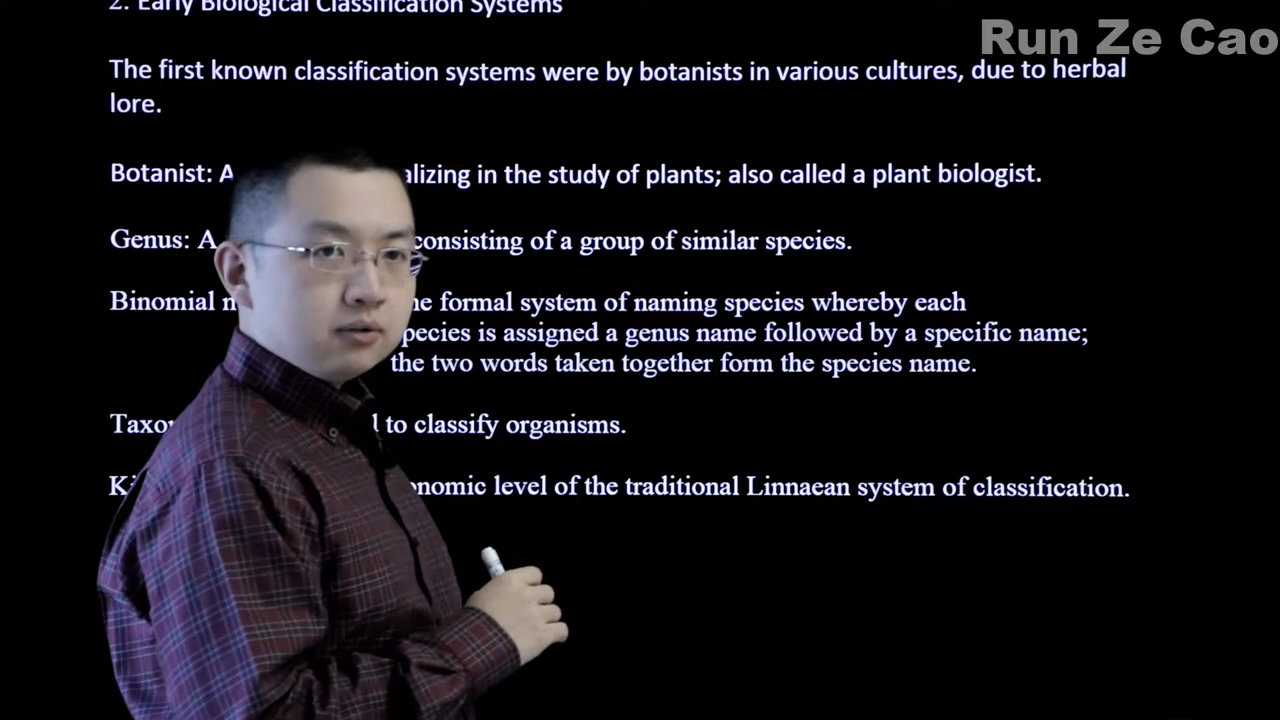 2. Early Biological Classification Systems
Run Ze Cao
The first known classification systems were by botanists in various cultures, due to herbal
lore.
Botanist: A alizing in the study of plants; also called a plant biologist.
Genus: A consisting of a group of similar species.
Binomial he formal system of naming species whereby each
pecies is assigned a genus name followed by a specific name;
the two words taken together form the species name.
to classify organisms.
onomic level of the traditional Linnaean system of classification.